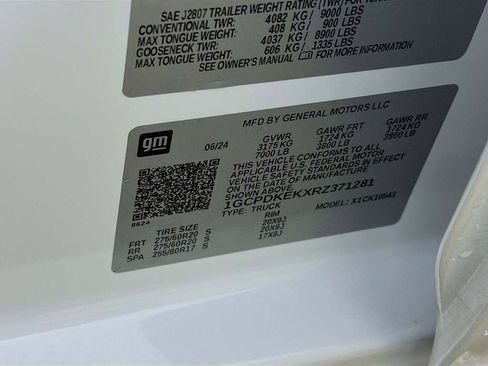 SAE J2807 TRAILER WEIGHT RATING (TWR) FOR
CONVENTIONAL TWR: 4082 KG/ 9000 LBS
MAX TONGUE WT: 408 KG/ 900 LBS
GOOSENECK TWR: 4037 KG/ 8900 LBS
MAX TONGUE WT: 606 KG/ 1335 LBS
SEE OWNER'S MANUAL FOR MORE INFORMATION
MFD BY GENERAL MOTORS LLC
gm 06/24
GVWR GAWR FRT GAWR RR
3175 KG 1724 KG 1724 KG
7000 LB 3800 LB 3800 LB
THIS VEHICLE CONFORMS TO ALL
APPLICABLE U.S. FEDERAL MOTOR
VEHICLE SAFETY STANDARDS IN
EFFECT ON THE DATE OF MANUFACTURE
SHOWN ABOVE.
1GCPDKEKXRZ371281
TYPE: TRUCK X1CK10543
8624
TIRE SIZE RIM
FRT 275/60R20 S 20X9J
RR 275/60R20 S 20X9J
SPA 255/80R17 S 17X8J